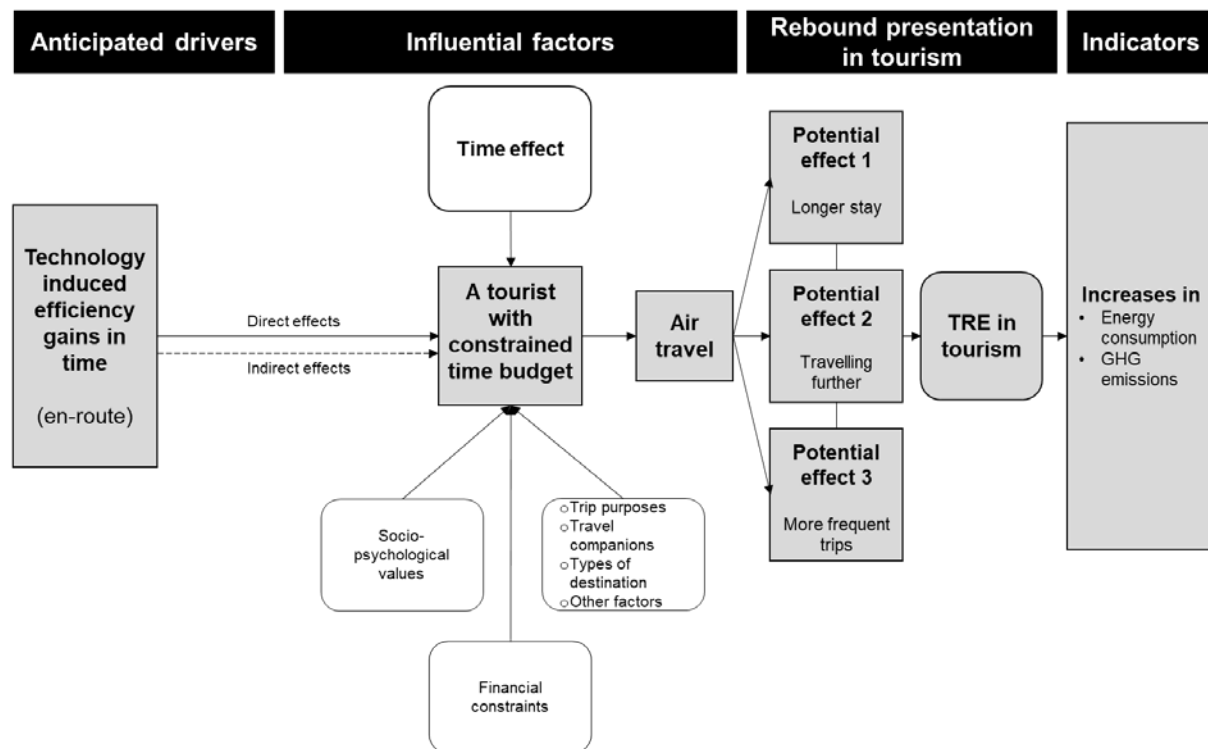 Anticipated drivers
Influential factors
Rebound presentation
in tourism
Indicators
Time effect
Technology
induced
efficiency
gains in
time
(en-route)
Direct effects
Indirect effects
A tourist
with
constrained
time budget
Air
travel
Potential
effect 1
Longer stay
Potential
effect 2
Travelling
further
Potential
effect 3
More frequent
trips
TRE in
tourism
Increases in
• Energy
consumption
• GHG
emissions
Socio-
psychological
values
o Trip purposes
o Travel
companions
o Types of
destination
o Other factors
Financial
constraints